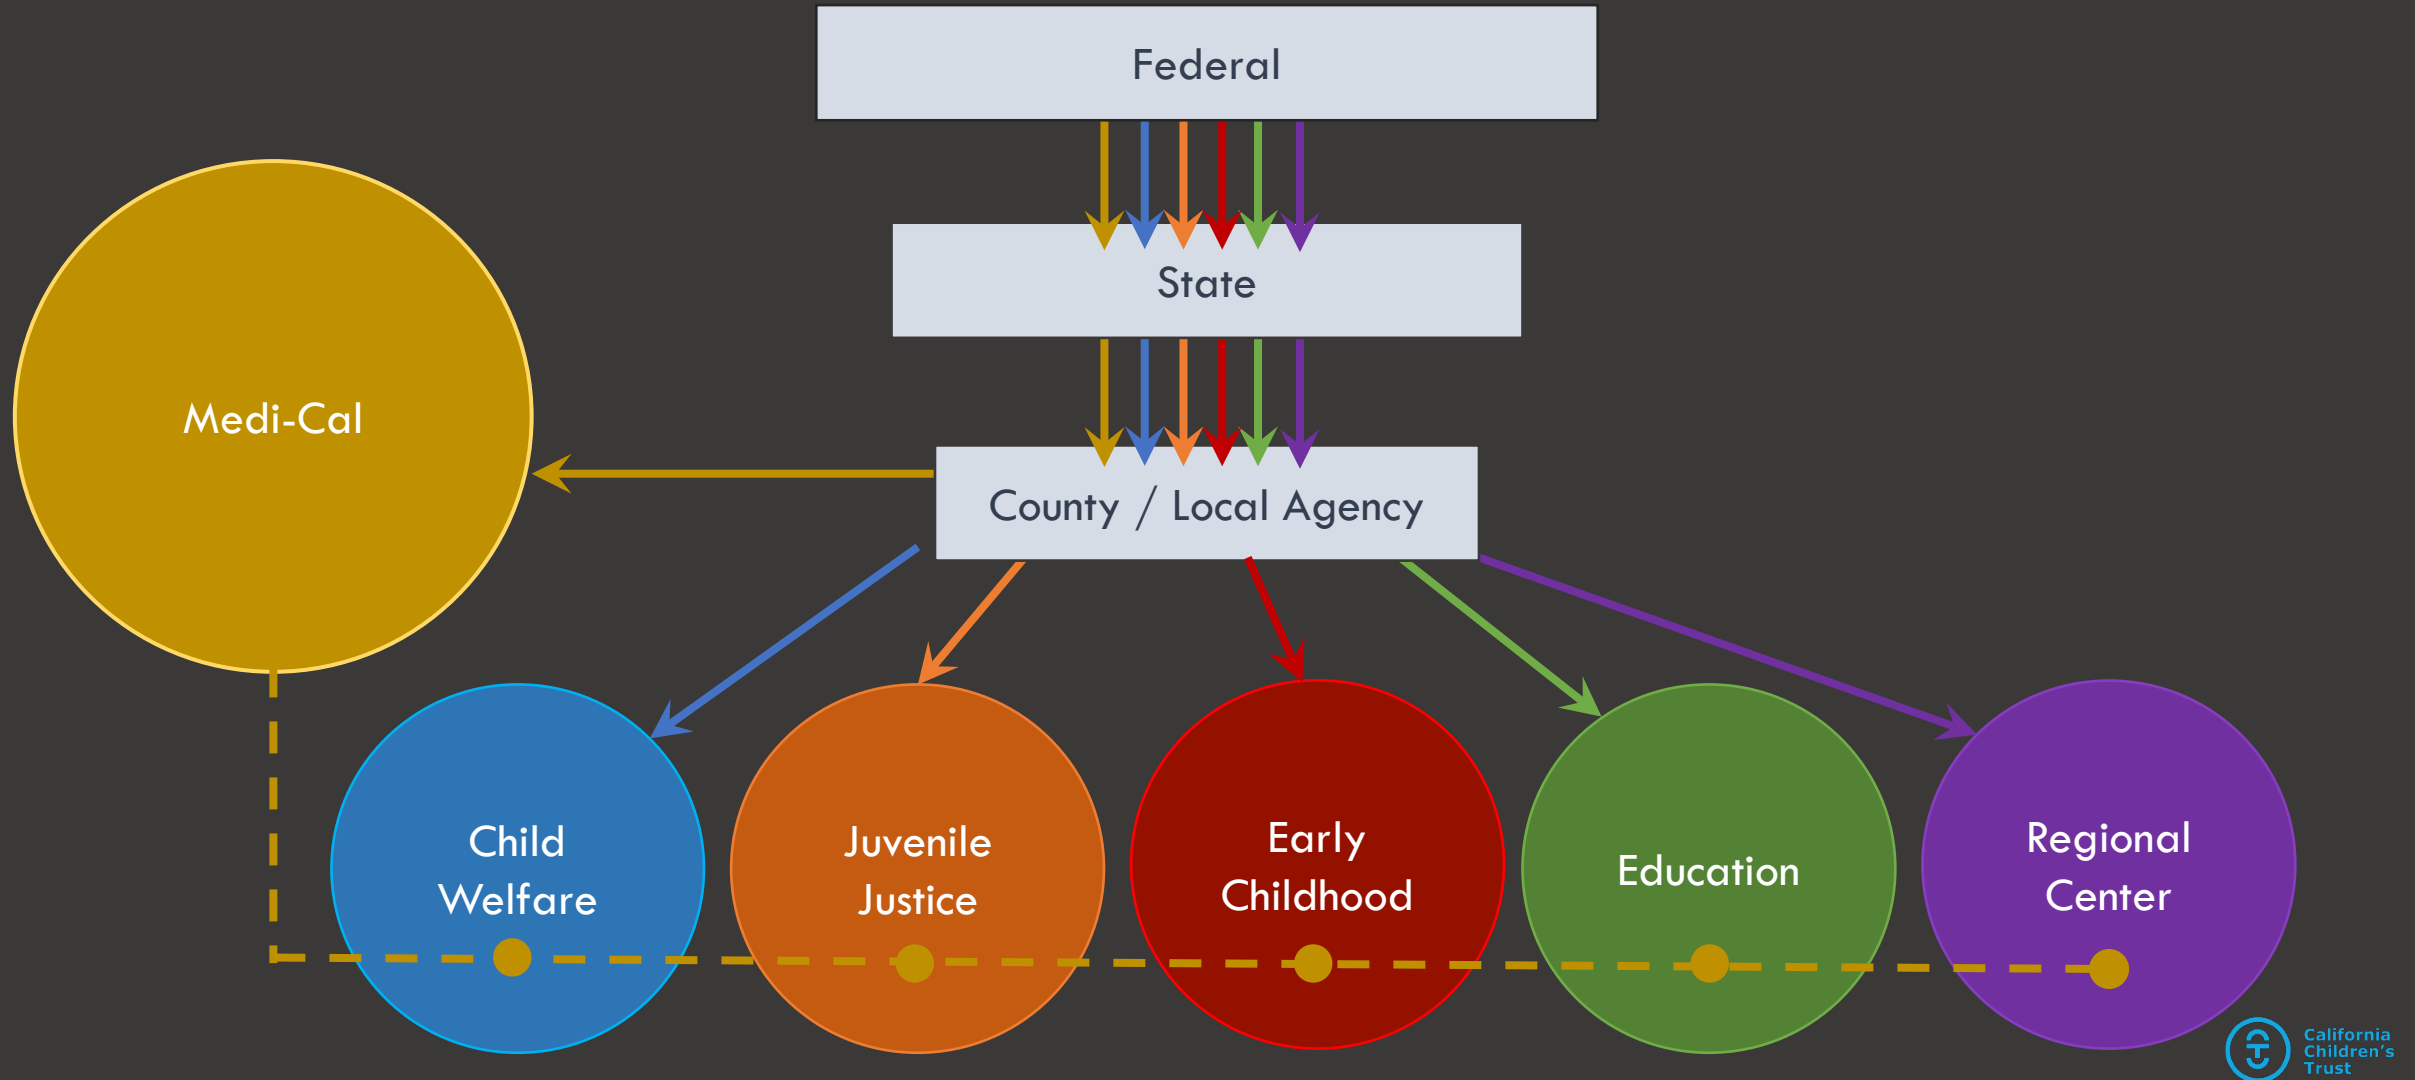 Federal
State
Medi-Cal
County / Local Agency
Child
Welfare
Juvenile
Justice
Early
Childhood
Education
Regional
Center
California
Children's
Trust